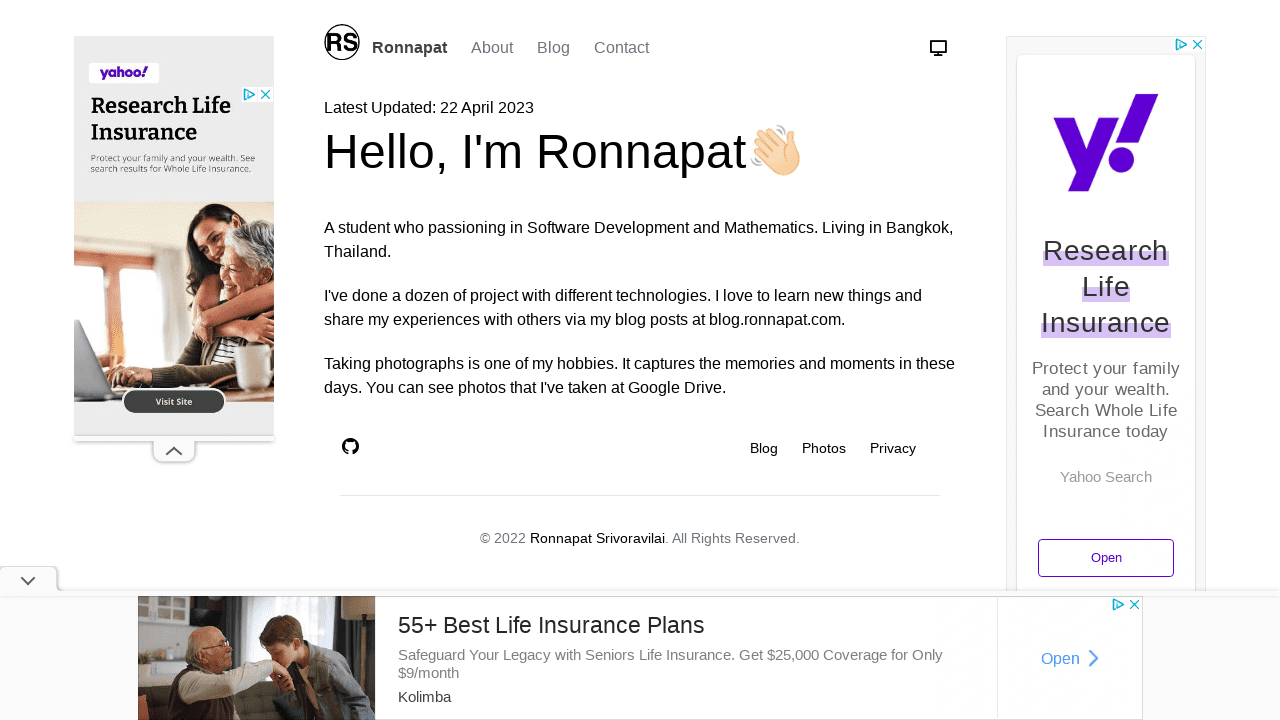 RS
Ronnapat About Blog Contact
Latest Updated: 22 April 2023
Hello, I'm Ronnapat👋🏻
A student who passioning in Software Development and Mathematics. Living in Bangkok,
Thailand.
I've done a dozen of project with different technologies. I love to learn new things and
share my experiences with others via my blog posts at blog.ronnapat.com.
Taking photographs is one of my hobbies. It captures the memories and moments in these
days. You can see photos that I've taken at Google Drive.
Blog Photos Privacy
© 2022 Ronnapat Srivoravilai. All Rights Reserved.
yahoo!
Research Life
Insurance
Protect your family and your wealth. See
search results for Whole Life Insurance.
Visit Site
y!
Research
Life
Insurance
Protect your family
and your wealth.
Search Whole Life
Insurance today
Yahoo Search
Open
55+ Best Life Insurance Plans
Safeguard Your Legacy with Seniors Life Insurance. Get $25,000 Coverage for Only
$9/month
Kolimba
Open